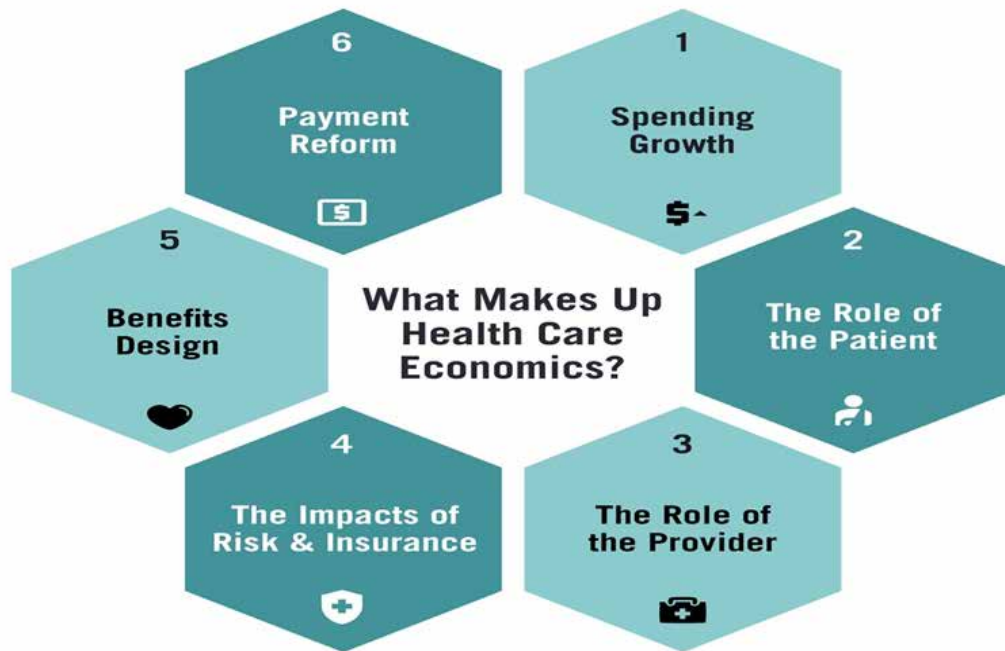 What Makes Up
Health Care
Economics?
1
Spending
Growth
$
2
The Role of
the Patient
3
The Role of
the Provider
4
The Impacts of
Risk & Insurance
5
Benefits
Design
6
Payment
Reform
$